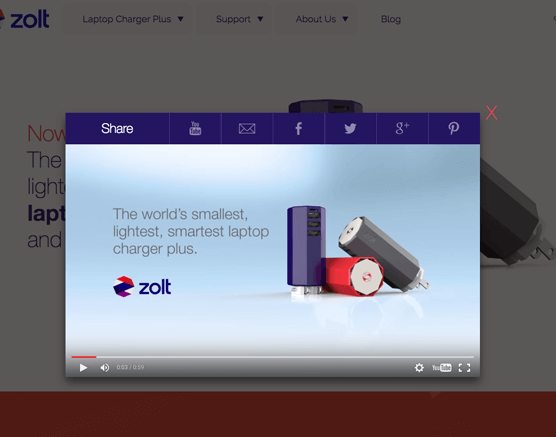 zolt
Laptop Charger Plus ▼
Support ▼
About Us ▼
Blog
Now
The
lighte
lapt
and
X
Share
You Tube
f
g+
The world's smallest,
lightest, smartest laptop
charger plus.
zolt
0:03 / 0:59
YouTube